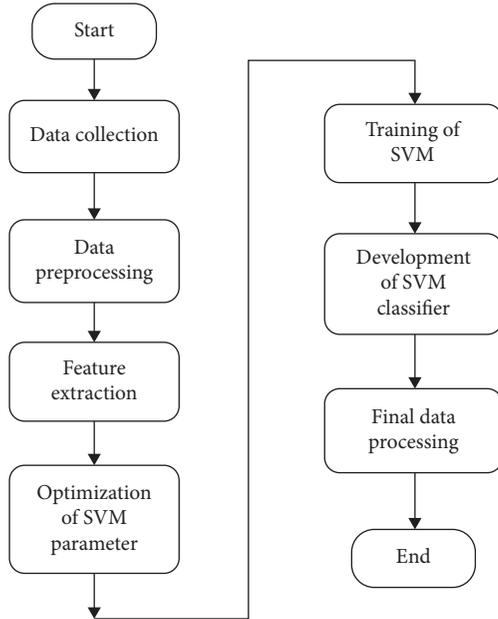 Start
Data collection
Data
preprocessing
Feature
extraction
Optimization
of SVM
parameter
Training of
SVM
Development
of SVM
classifier
Final data
processing
End